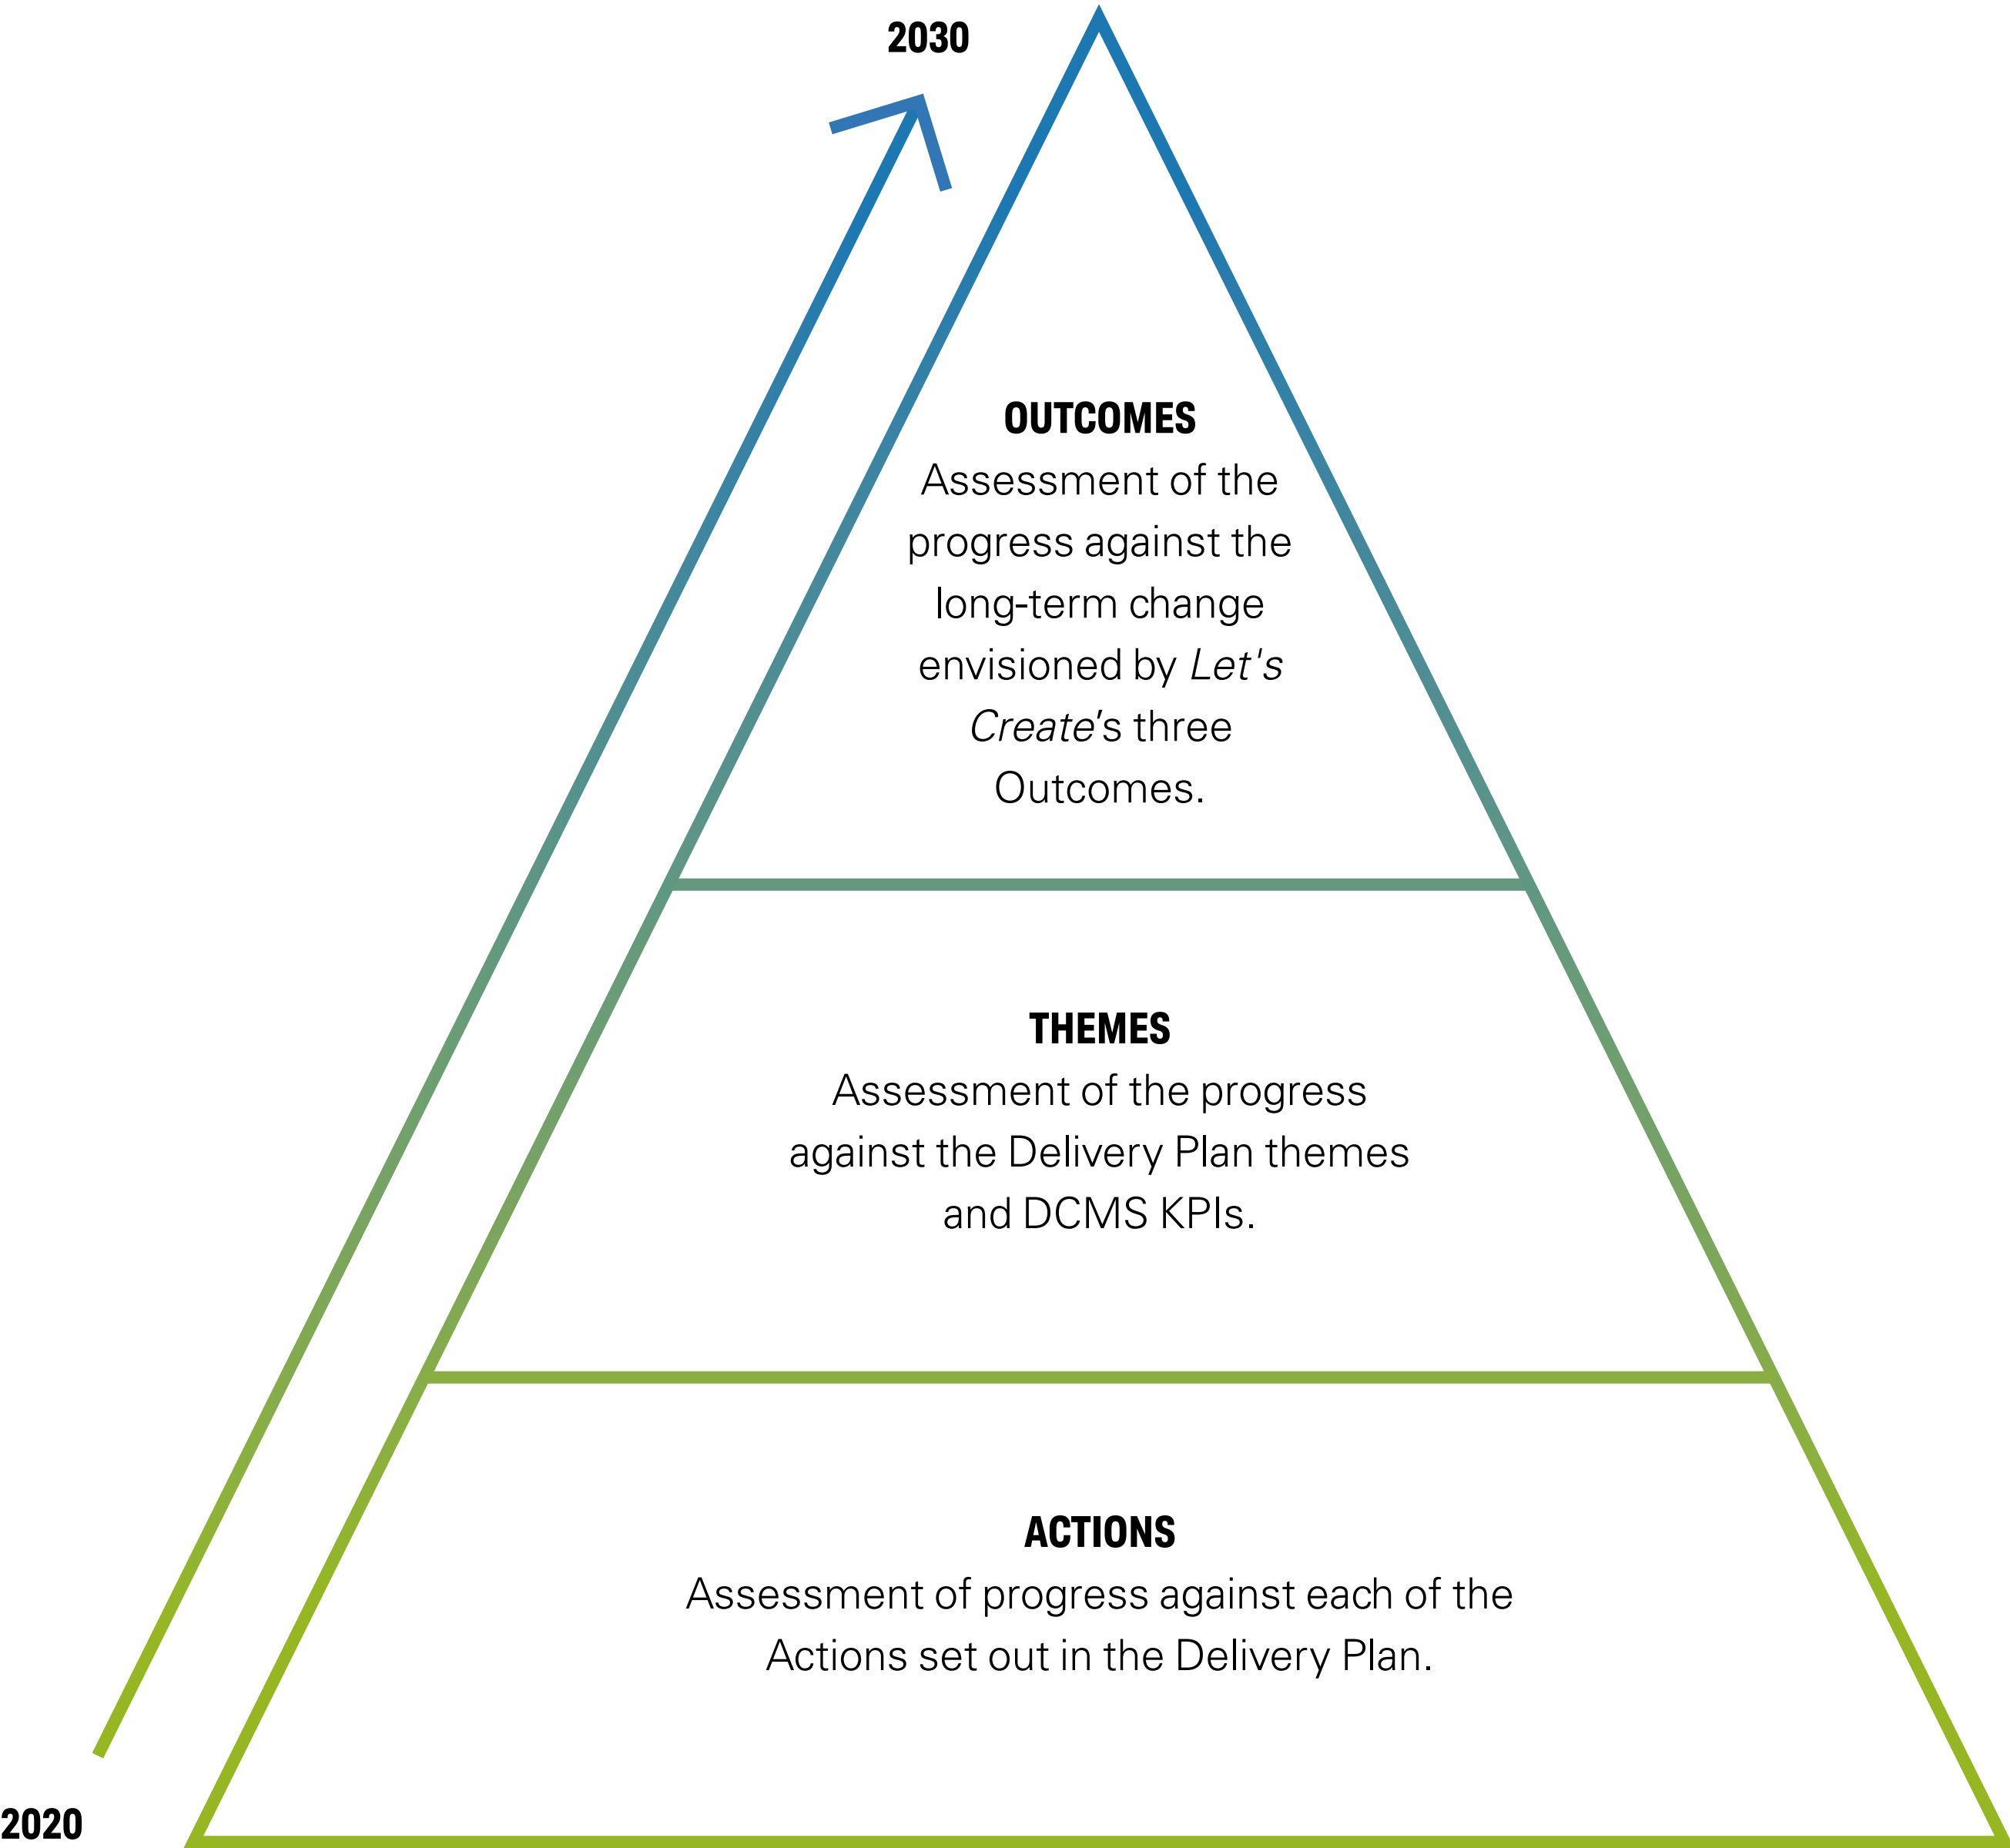 2030
OUTCOMES
Assessment of the
progress against the
long-term change
envisioned by Let's
Create's three
Outcomes.
THEMES
Assessment of the progress
against the Delivery Plan themes
and DCMS KPIs.
ACTIONS
Assessment of progress against each of the
Actions set out in the Delivery Plan.
2020